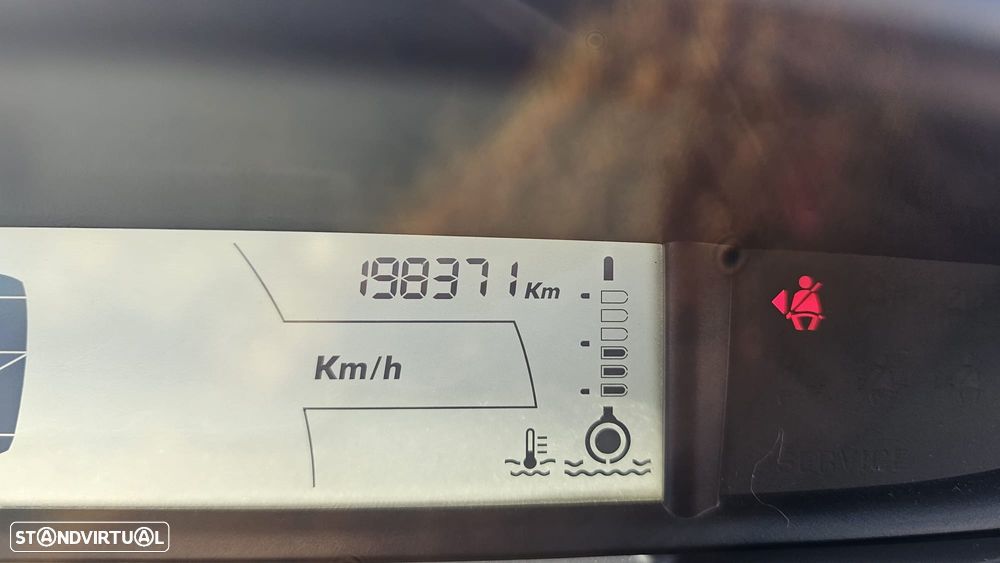 198371 Km
Km/h
SERVICE
STANDVIRTUAL